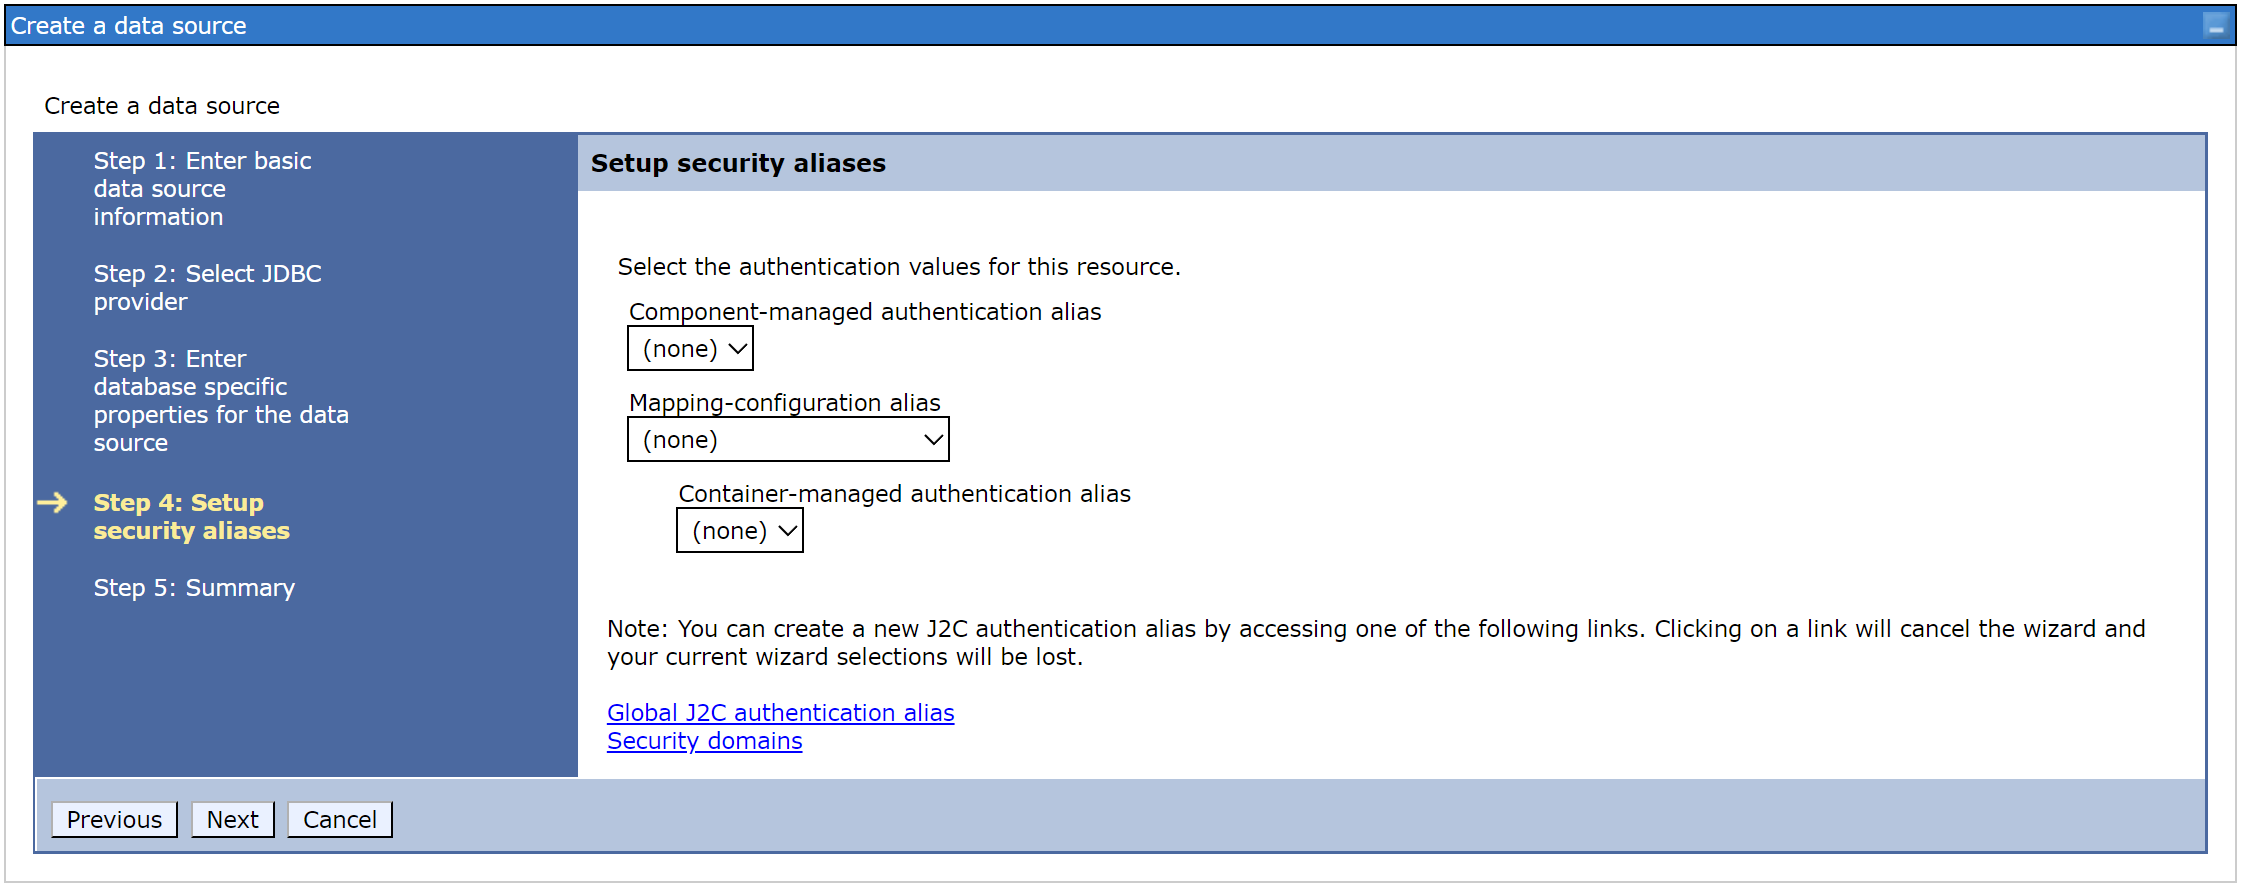 Create a data source
Create a data source
Step 1: Enter basic
data source
information
Step 2: Select JDBC
provider
Step 3: Enter
database specific
properties for the data
source
Step 4: Setup
security aliases
Step 5: Summary
Setup security aliases
Select the authentication values for this resource.
Component-managed authentication alias
(none)
Mapping-configuration alias
(none)
Container-managed authentication alias
(none)
Note: You can create a new J2C authentication alias by accessing one of the following links. Clicking on a link will cancel the wizard and
your current wizard selections will be lost.
Global J2C authentication alias
Security domains
Previous Next Cancel